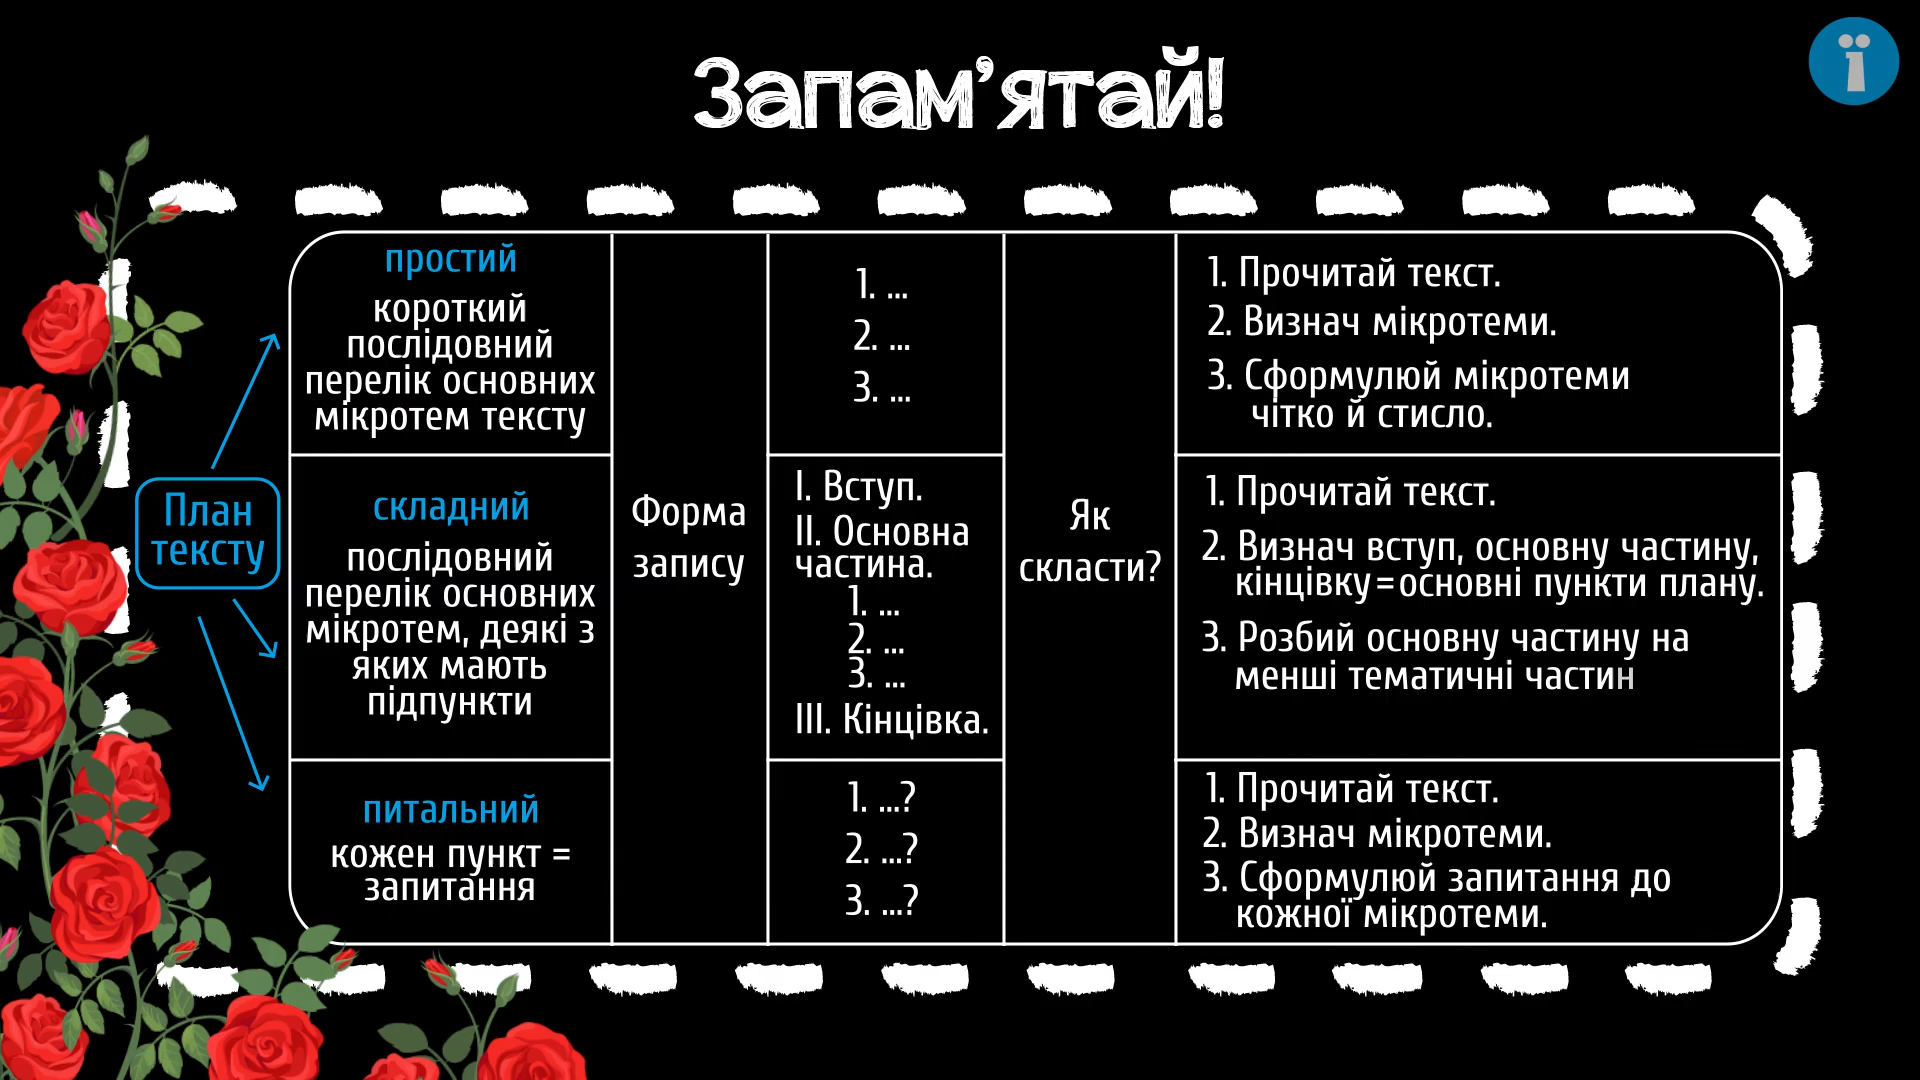 Запам’ятай!
ї
План
тексту
простий
короткий
послідовний
перелік основних
мікротем тексту
складний
послідовний
перелік основних
мікротем, деякі з
яких мають
підпункти
питальний
кожен пункт =
запитання
Форма
запису
1. ...
2. ...
3. ...
I. Вступ.
II. Основна
частина.
1. ...
2. ...
3. ...
III. Кінцівка.
1. ...?
2. ...?
3. ...?
Як
скласти?
1. Прочитай текст.
2. Визнач мікротеми.
3. Сформулюй мікротеми
чітко й стисло.
1. Прочитай текст.
2. Визнач вступ, основну частину,
кінцівку=основні пункти плану.
3. Розбий основну частину на
менші тематичні частин
1. Прочитай текст.
2. Визнач мікротеми.
3. Сформулюй запитання до
кожної мікротеми.